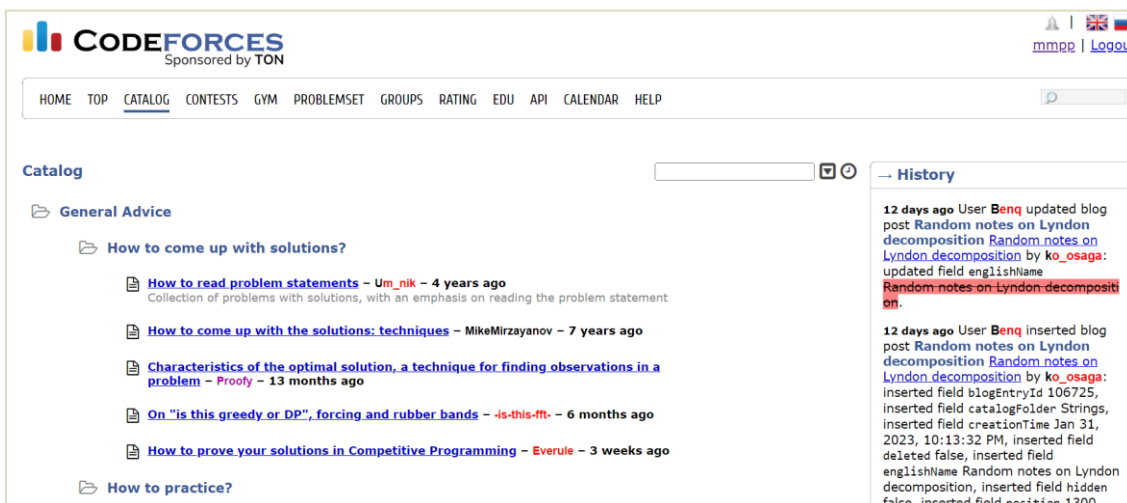 CODEFORCES
Sponsored by TON
|
mmpp | Logou
HOME TOP CATALOG CONTESTS GYM PROBLEMSET GROUPS RATING EDU API CALENDAR HELP
Catalog
General Advice
How to come up with solutions?
How to read problem statements – Um_nik – 4 years ago
Collection of problems with solutions, with an emphasis on reading the problem statement
How to come up with the solutions: techniques – MikeMirzayanov – 7 years ago
Characteristics of the optimal solution, a technique for finding observations in a
problem – Proofy – 13 months ago
On "is this greedy or DP", forcing and rubber bands – -is-this-fft- – 6 months ago
How to prove your solutions in Competitive Programming – Everule – 3 weeks ago
How to practice?
→ History
12 days ago User Benq updated blog
post Random notes on Lyndon
decomposition Random notes on
Lyndon decomposition by ko_osaga:
updated field englishName
Random notes on Lyndon decompositi
on.
12 days ago User Benq inserted blog
post Random notes on Lyndon
decomposition Random notes on
Lyndon decomposition by ko_osaga:
inserted field blogEntryId 106725,
inserted field catalogFolder Strings,
inserted field creationTime Jan 31,
2023, 10:13:32 PM, inserted field
deleted false, inserted field
englishName Random notes on Lyndon
decomposition, inserted field hidden
false, inserted field position 1300